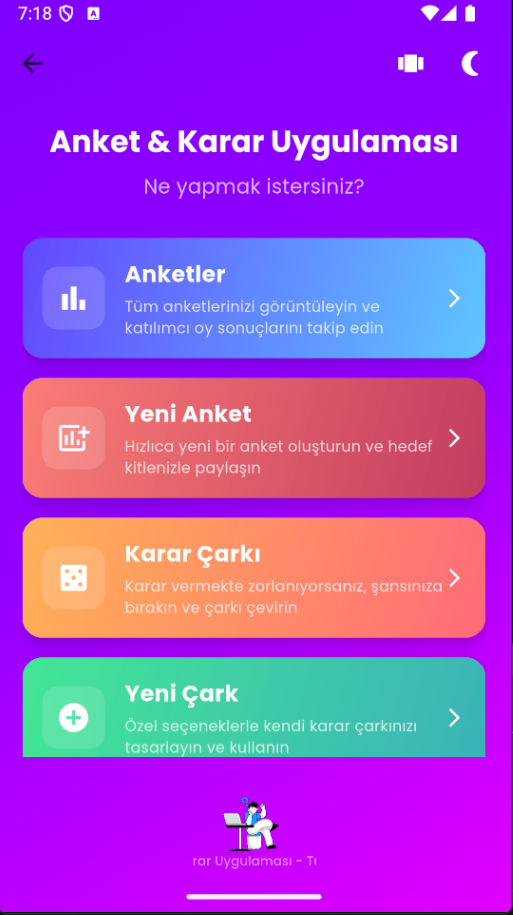 7:18
A
Anket & Karar Uygulaması
Ne yapmak istersiniz?
Anketler
Tüm anketlerinizi görüntüleyin ve
katılımcı oy sonuçlarını takip edin
Yeni Anket
Hızlıca yeni bir anket oluşturun ve hedef
kitlenizle paylaşın
Karar Çarkı
Karar vermekte zorlanıyorsanız, şansınıza
bırakın ve çarkı çevirin
Yeni Çark
Özel seçeneklerle kendi karar çarkınızı
tasarlayın ve kullanın
rar Uygulaması -